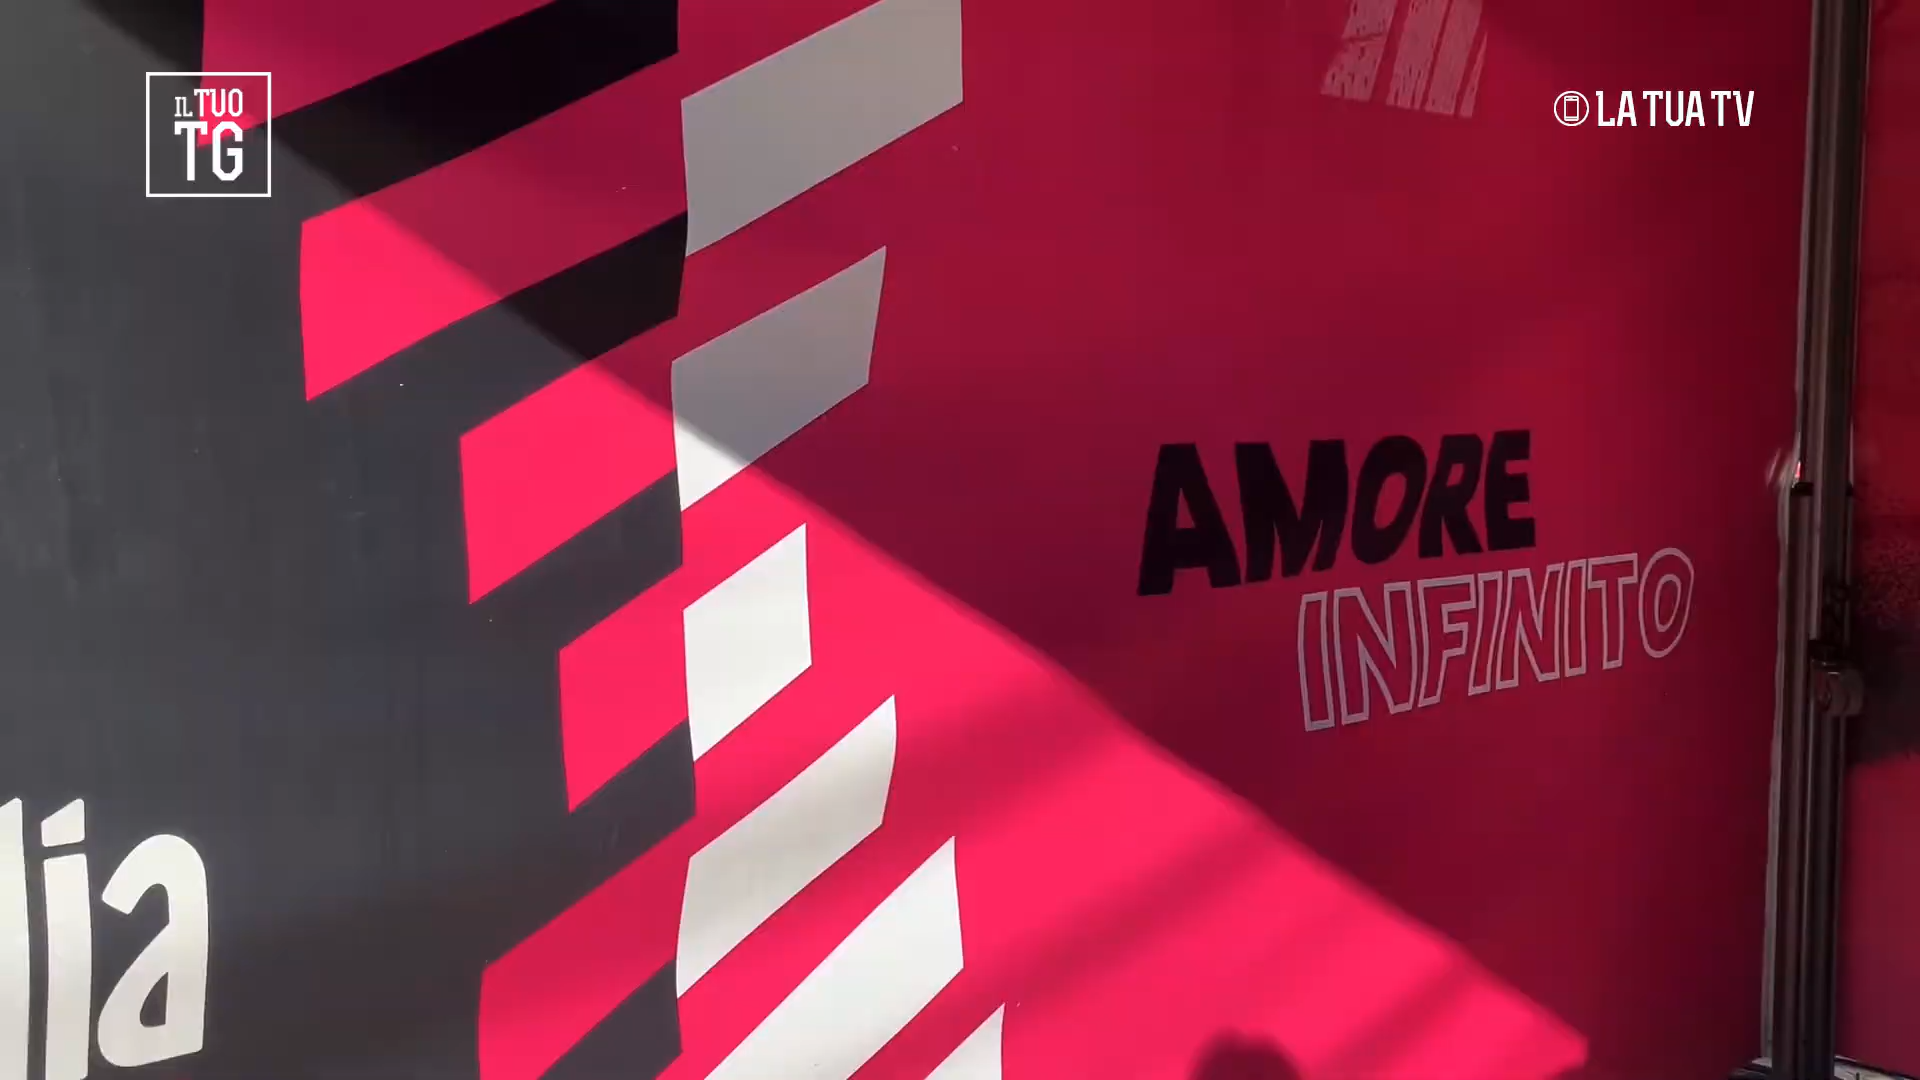 IL TUO
TG
LA TUA TV
AMORE
INFINITO
lia